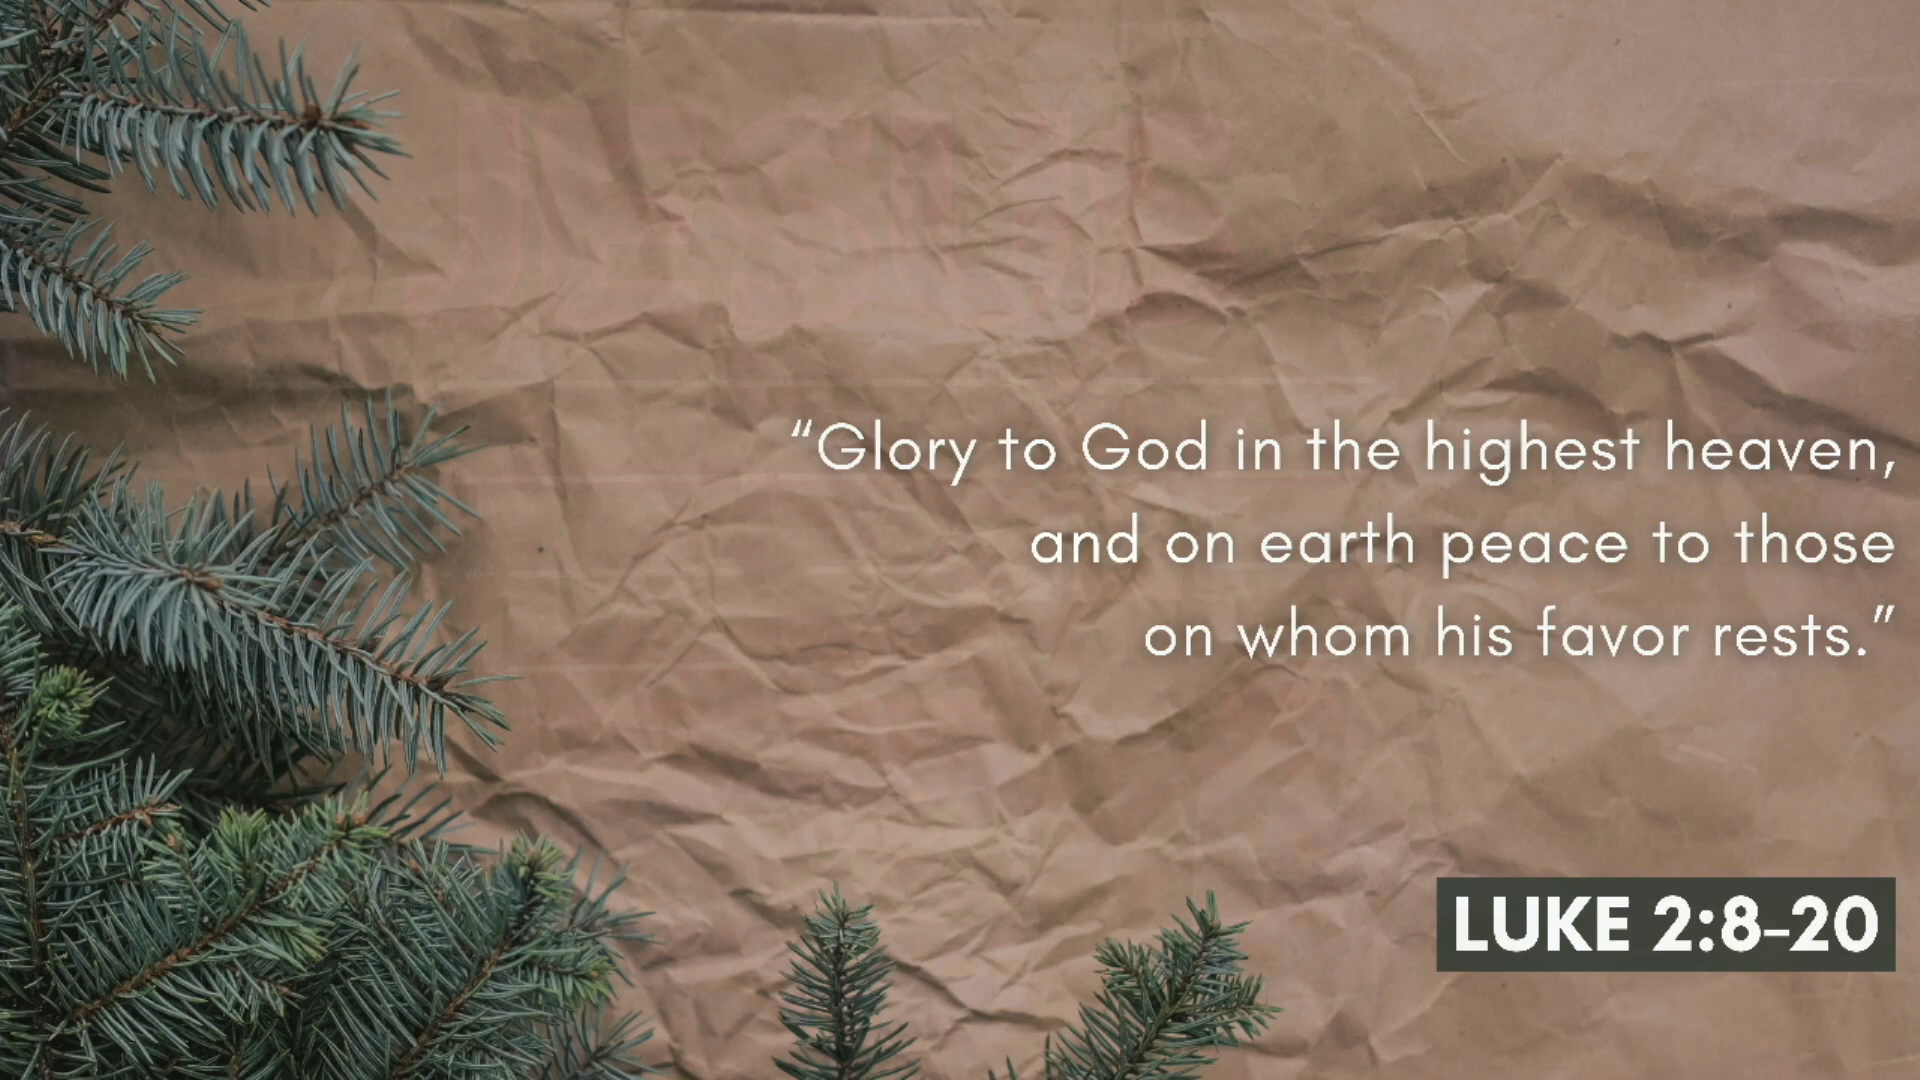 “Glory to God in the highest heaven,
and on earth peace to those
on whom his favor rests.”
LUKE 2:8-20